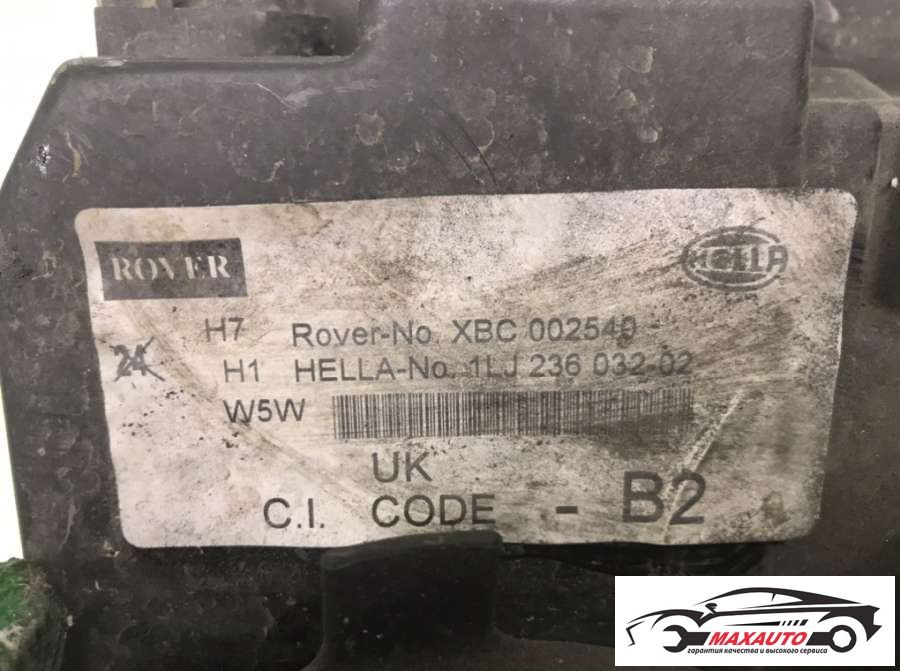 ROVER
HELLA
H7 Rover-No. XBC 002540
24
H1 HELLA-No. 1LJ 236 032-02
W5W
UK
C.I. CODE - B2
MAXAUTO
гарантия качества и высокого сервиса